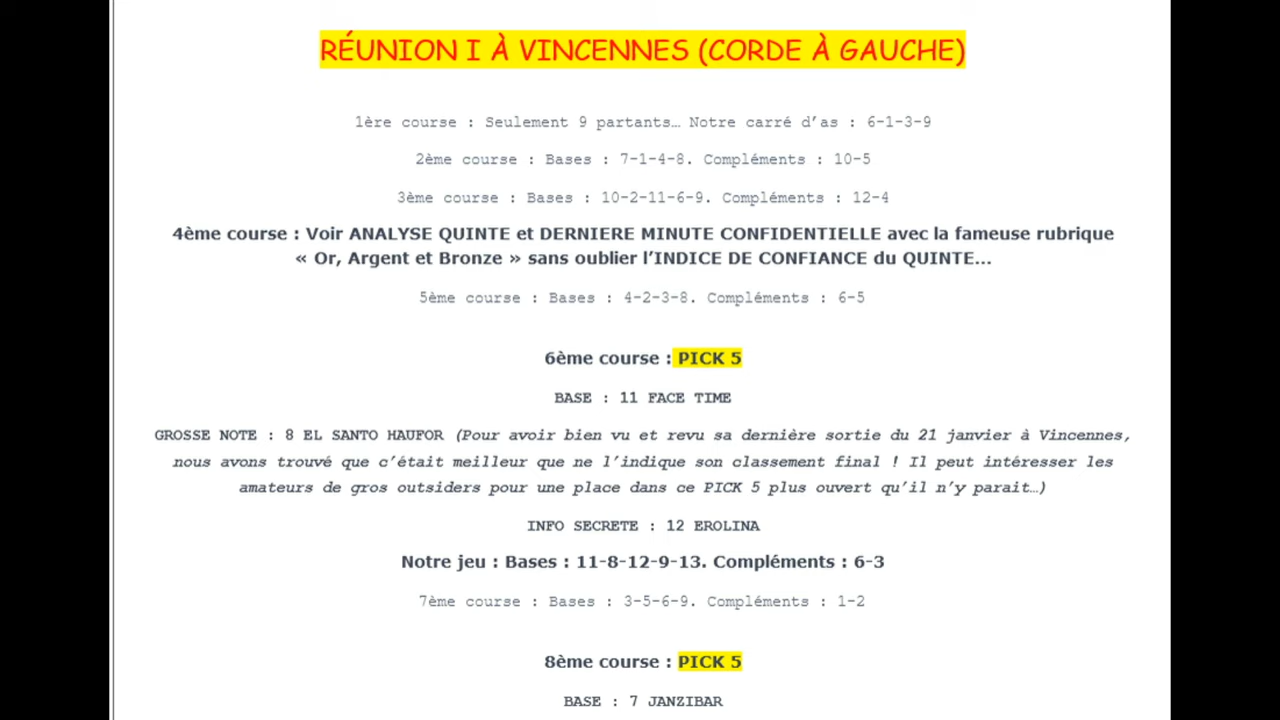 RÉUNION I À VINCENNES (CORDE À GAUCHE)
1ère course : Seulement 9 partants… Notre carré d’as : 6-1-3-9
2ème course : Bases : 7-1-4-8. Compléments : 10-5
3ème course : Bases : 10-2-11-6-9. Compléments : 12-4
4ème course : Voir ANALYSE QUINTE et DERNIERE MINUTE CONFIDENTIELLE avec la fameuse rubrique
« Or, Argent et Bronze » sans oublier l’INDICE DE CONFIANCE du QUINTE…
5ème course : Bases : 4-2-3-8. Compléments : 6-5
6ème course : PICK 5
BASE : 11 FACE TIME
GROSSE NOTE : 8 EL SANTO HAUFOR (Pour avoir bien vu et revu sa dernière sortie du 21 janvier à Vincennes,
nous avons trouvé que c’était meilleur que ne l’indique son classement final ! Il peut intéresser les
amateurs de gros outsiders pour une place dans ce PICK 5 plus ouvert qu’il n’y parait…)
INFO SECRETE : 12 EROLINA
Notre jeu : Bases : 11-8-12-9-13. Compléments : 6-3
7ème course : Bases : 3-5-6-9. Compléments : 1-2
8ème course : PICK 5
BASE : 7 JANZIBAR